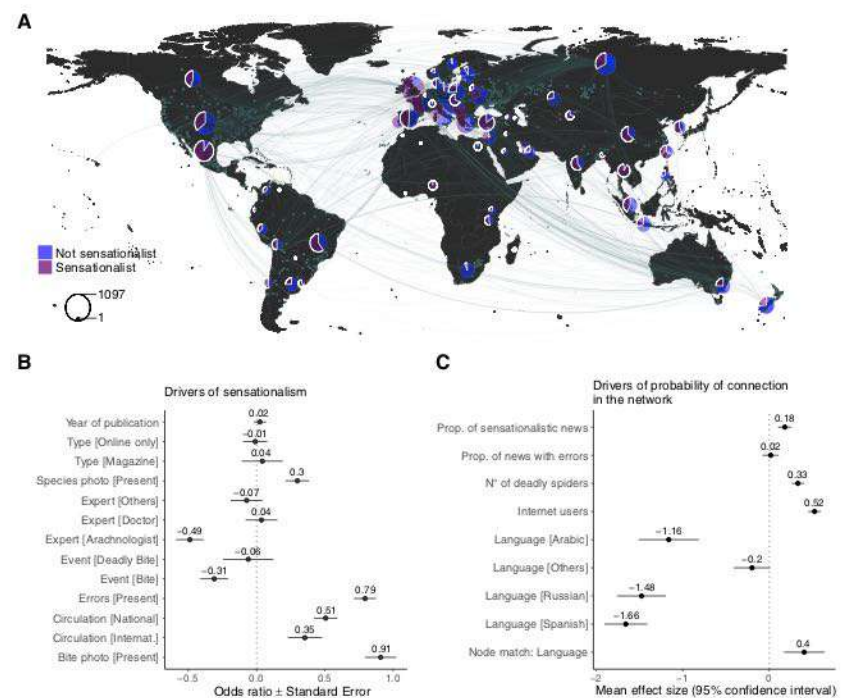 A
Not sensationalist
Sensationalist
1097
1
B
Drivers of sensationalism
Year of publication
0.02
Type [Online only]
−0.01
Type [Magazine]
0.04
Species photo [Present]
0.3
Expert [Others]
−0.07
Expert [Doctor]
0.04
Expert [Arachnologist]
−0.49
Event [Deadly Bite]
−0.06
Event [Bite]
−0.31
Errors [Present]
0.79
Circulation [National]
0.51
Circulation [Internat.]
0.35
Bite photo [Present]
0.91
−0.5 0.0 0.5 1.0
Odds ratio ± Standard Error
C
Drivers of probability of connection
in the network
Prop. of sensationalistic news
0.18
Prop. of news with errors
0.02
N° of deadly spiders
0.33
Internet users
0.52
Language [Arabic]
−1.16
Language [Others]
−0.2
Language [Russian]
−1.48
Language [Spanish]
−1.66
Node match: Language
0.4
−2 −1 0
Mean effect size (95% confidence interval)